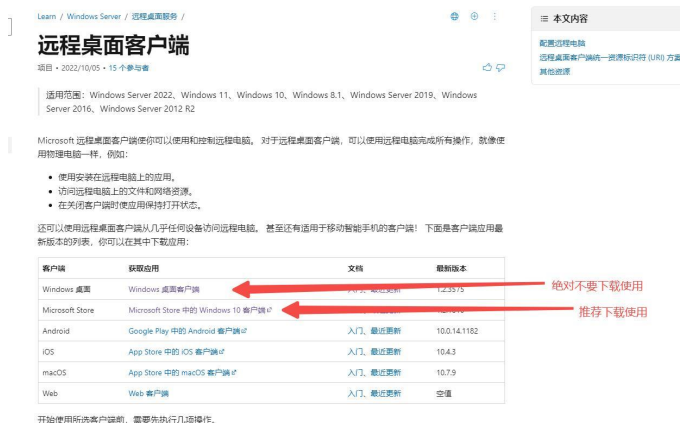 Learn / Windows Server / 远程桌面服务 /
本文内容
远程桌面客户端
配置远程电脑
远程桌面客户端统一资源标识符 (URI) 方案
其他资源
项目 • 2022/10/05 • 15 个参与者
适用范围: Windows Server 2022、Windows 11、Windows 10、Windows 8.1、Windows Server 2019、Windows
Server 2016、Windows Server 2012 R2
Microsoft 远程桌面客户端使你可以使用和控制远程电脑。 对于远程桌面客户端，可以使用远程电脑完成所有操作，就像使
用物理电脑一样，例如：
• 使用安装在远程电脑上的应用。
• 访问远程电脑上的文件和网络资源。
• 在关闭客户端时使应用保持打开状态。
还可以使用远程桌面客户端从几乎任何设备访问远程电脑。 甚至还有适用于移动智能手机的客户端！ 下面是客户端应用最
新版本的列表，你可以在其中下载应用：
客户端 获取应用 文档 最新版本
Windows 桌面 Windows 桌面客户端 入门、最近更新 1.2.3575 绝对不要下载使用
Microsoft Store Microsoft Store 中的 Windows 10 客户端 推荐下载使用
Android Google Play 中的 Android 客户端 入门、最近更新 10.0.14.1182
iOS App Store 中的 iOS 客户端 入门、最近更新 10.4.3
macOS App Store 中的 macOS 客户端 入门、最近更新 10.7.9
Web Web 客户端 入门、最近更新 空值
开始使用所选客户端前，需要先执行几项操作。